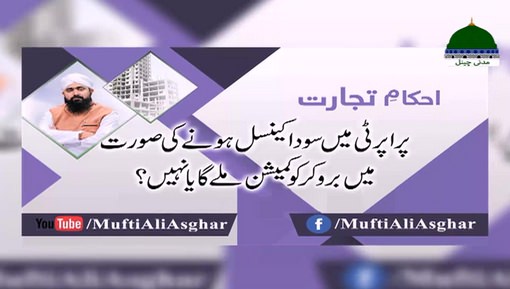 مدنی چینل
احکام تجارت
پراپرٹی میں سودا کینسل ہونے کی صورت
میں بروکر کو کمیشن ملے گا یا نہیں؟
YouTube /MuftiAliAsghar
f /MuftiAliAsghar